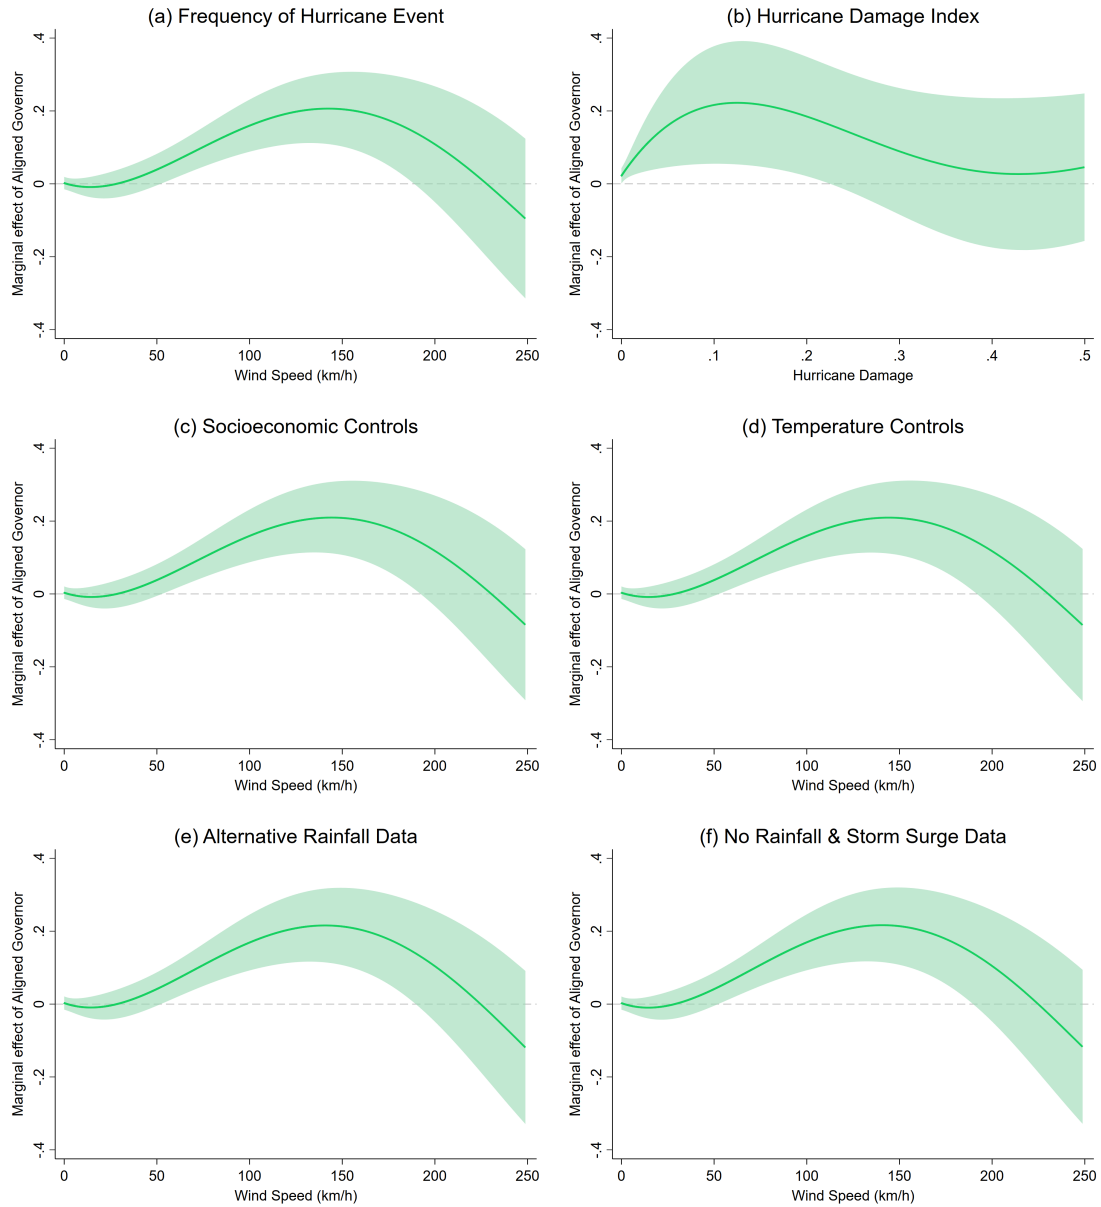 (a) Frequency of Hurricane Event
Marginal effect of Aligned Governor
.4
.2
0
-.2
-.4
0 50 100 150 200 250
Wind Speed (km/h)
(b) Hurricane Damage Index
Marginal effect of Aligned Governor
.4
.2
0
-.2
-.4
0 .1 .2 .3 .4 .5
Hurricane Damage
(c) Socioeconomic Controls
Marginal effect of Aligned Governor
.4
.2
0
-.2
-.4
0 50 100 150 200 250
Wind Speed (km/h)
(d) Temperature Controls
Marginal effect of Aligned Governor
.4
.2
0
-.2
-.4
0 50 100 150 200 250
Wind Speed (km/h)
(e) Alternative Rainfall Data
Marginal effect of Aligned Governor
.4
.2
0
-.2
-.4
0 50 100 150 200 250
Wind Speed (km/h)
(f) No Rainfall & Storm Surge Data
Marginal effect of Aligned Governor
.4
.2
0
-.2
-.4
0 50 100 150 200 250
Wind Speed (km/h)